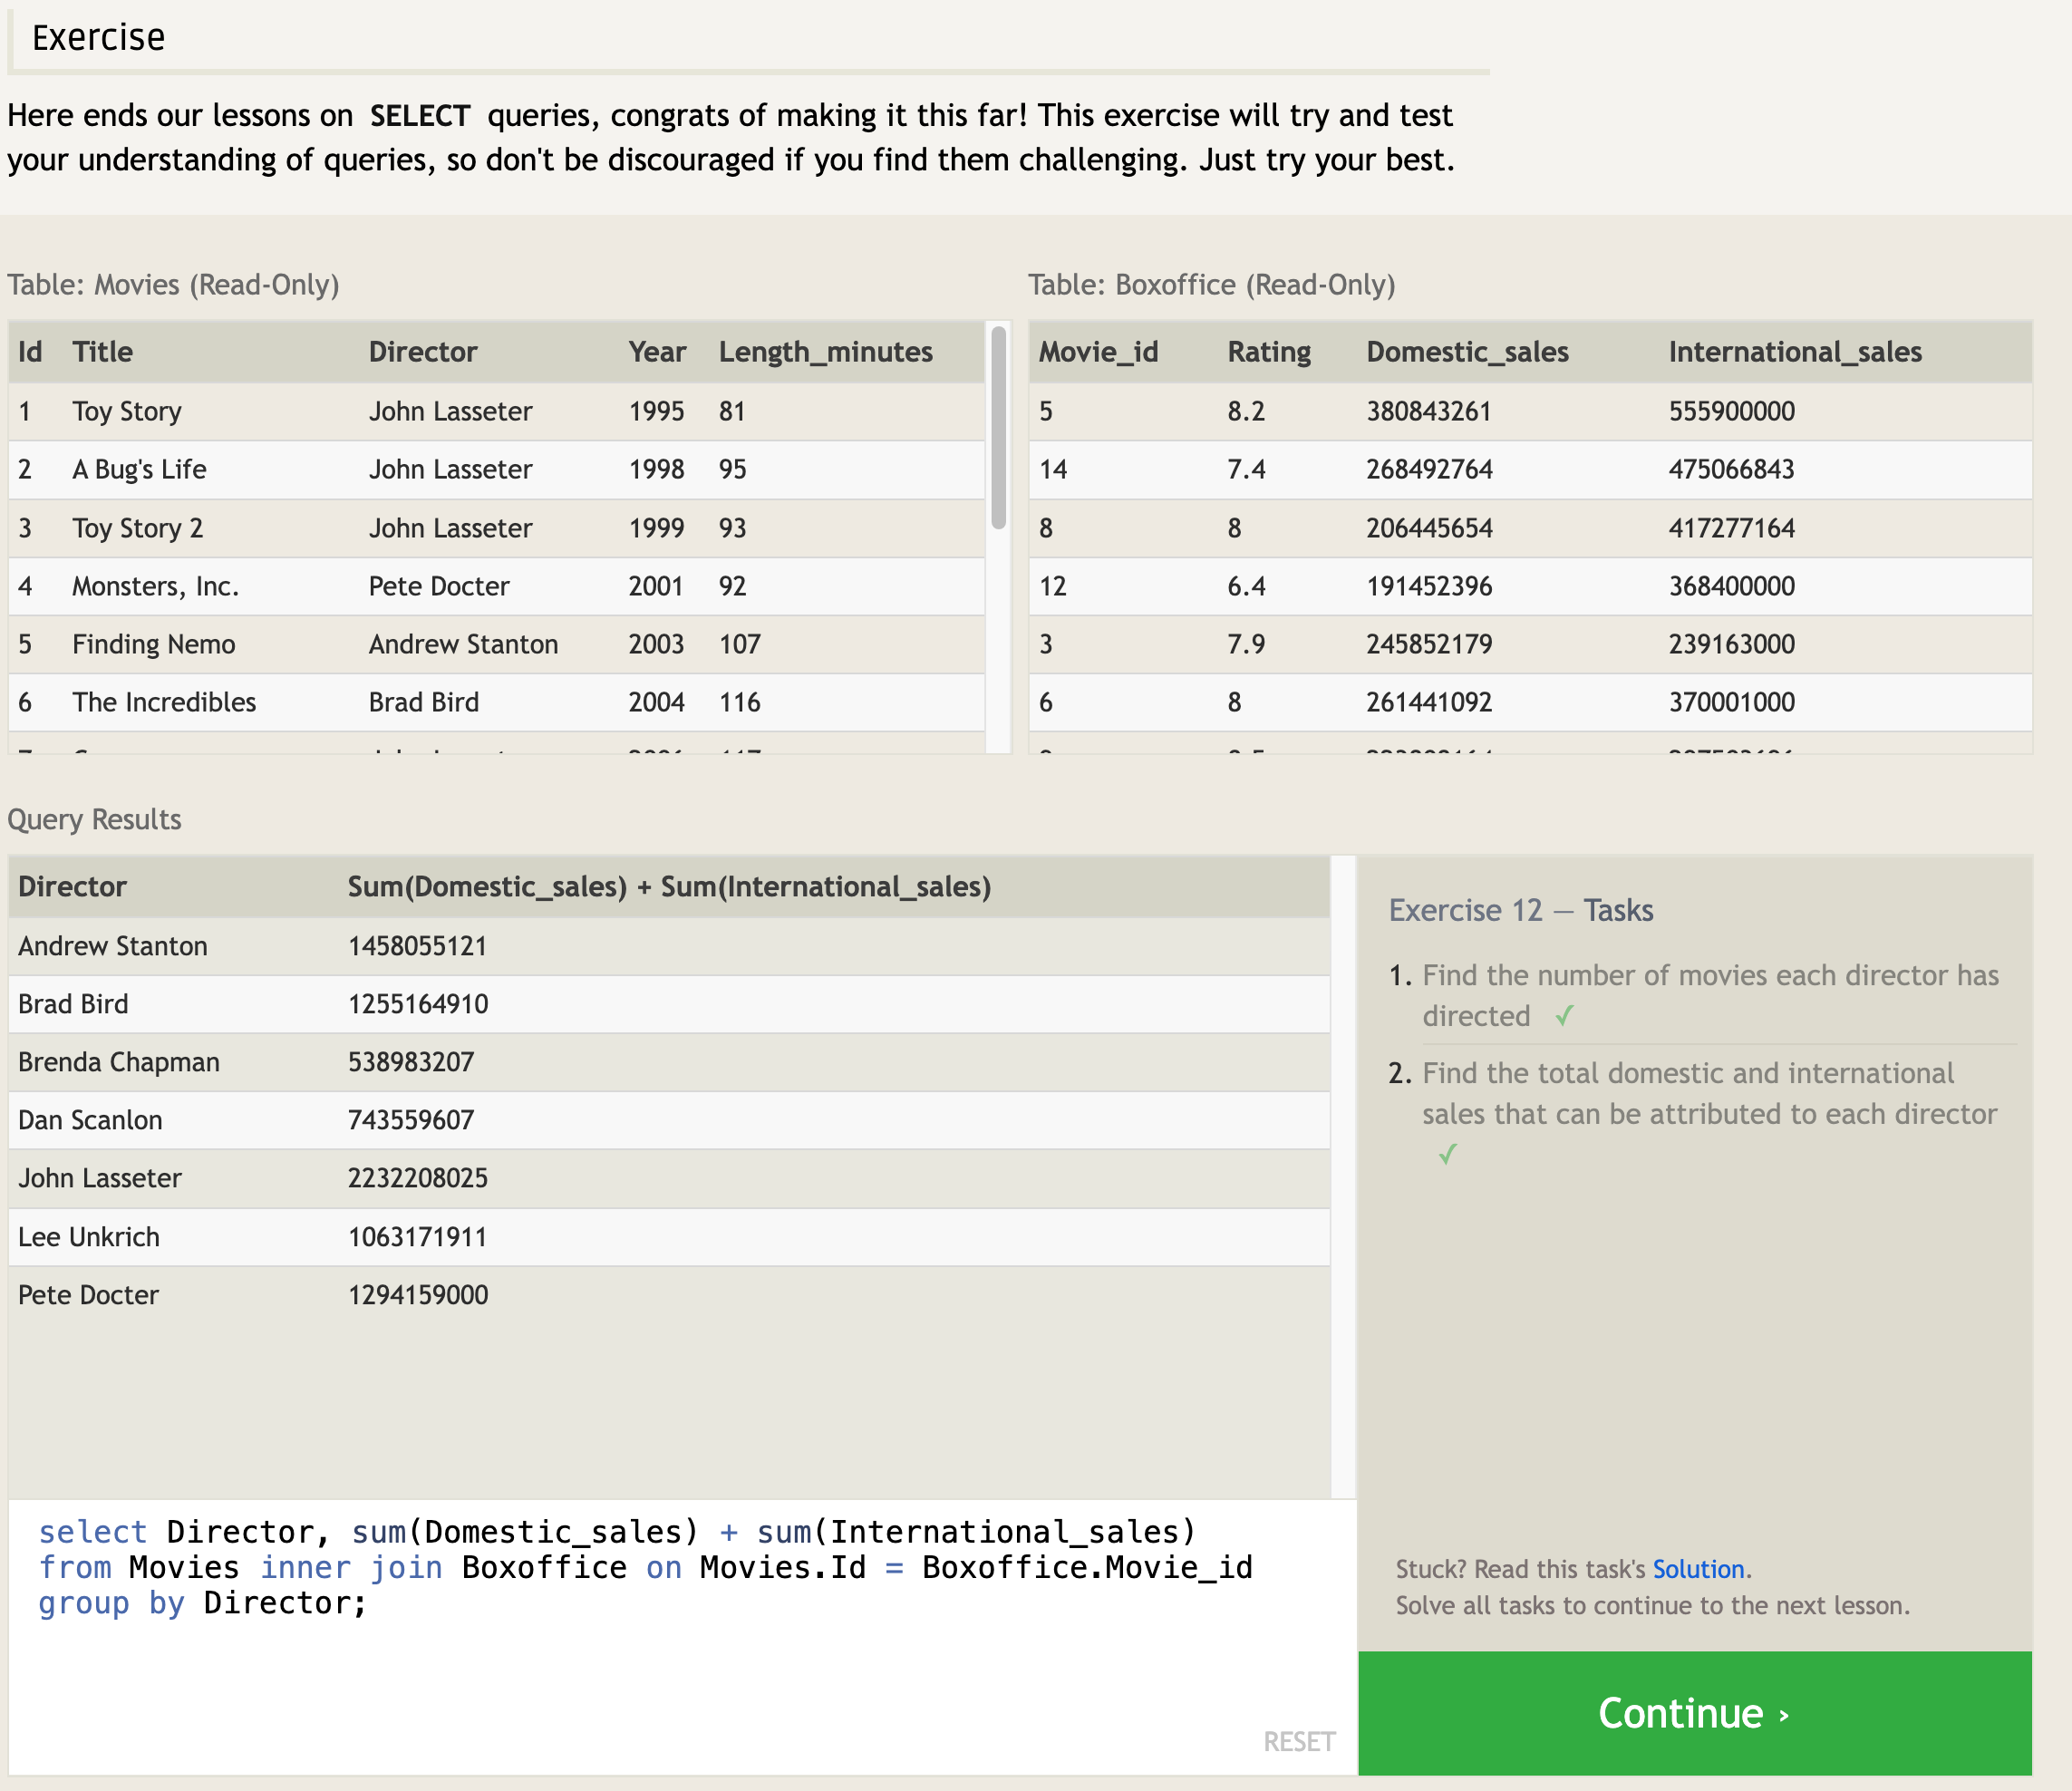 Exercise
Here ends our lessons on SELECT queries, congrats of making it this far! This exercise will try and test
your understanding of queries, so don't be discouraged if you find them challenging. Just try your best.
Table: Movies (Read-Only)
Id Title Director Year Length_minutes
1 Toy Story John Lasseter 1995 81
2 A Bug's Life John Lasseter 1998 95
3 Toy Story 2 John Lasseter 1999 93
4 Monsters, Inc. Pete Docter 2001 92
5 Finding Nemo Andrew Stanton 2003 107
6 The Incredibles Brad Bird 2004 116
Table: Boxoffice (Read-Only)
Movie_id Rating Domestic_sales International_sales
5 8.2 380843261 555900000
14 7.4 268492764 475066843
8 8 206445654 417277164
12 6.4 191452396 368400000
3 7.9 245852179 239163000
6 8 261441092 370001000
Query Results
Director Sum(Domestic_sales) + Sum(International_sales)
Andrew Stanton 1458055121
Brad Bird 1255164910
Brenda Chapman 538983207
Dan Scanlon 743559607
John Lasseter 2232208025
Lee Unkrich 1063171911
Pete Docter 1294159000
select Director, sum(Domestic_sales) + sum(International_sales)
from Movies inner join Boxoffice on Movies.Id = Boxoffice.Movie_id
group by Director;
RESET
Exercise 12 — Tasks
1. Find the number of movies each director has
directed ✓
2. Find the total domestic and international
sales that can be attributed to each director
✓
Stuck? Read this task's Solution.
Solve all tasks to continue to the next lesson.
Continue ›